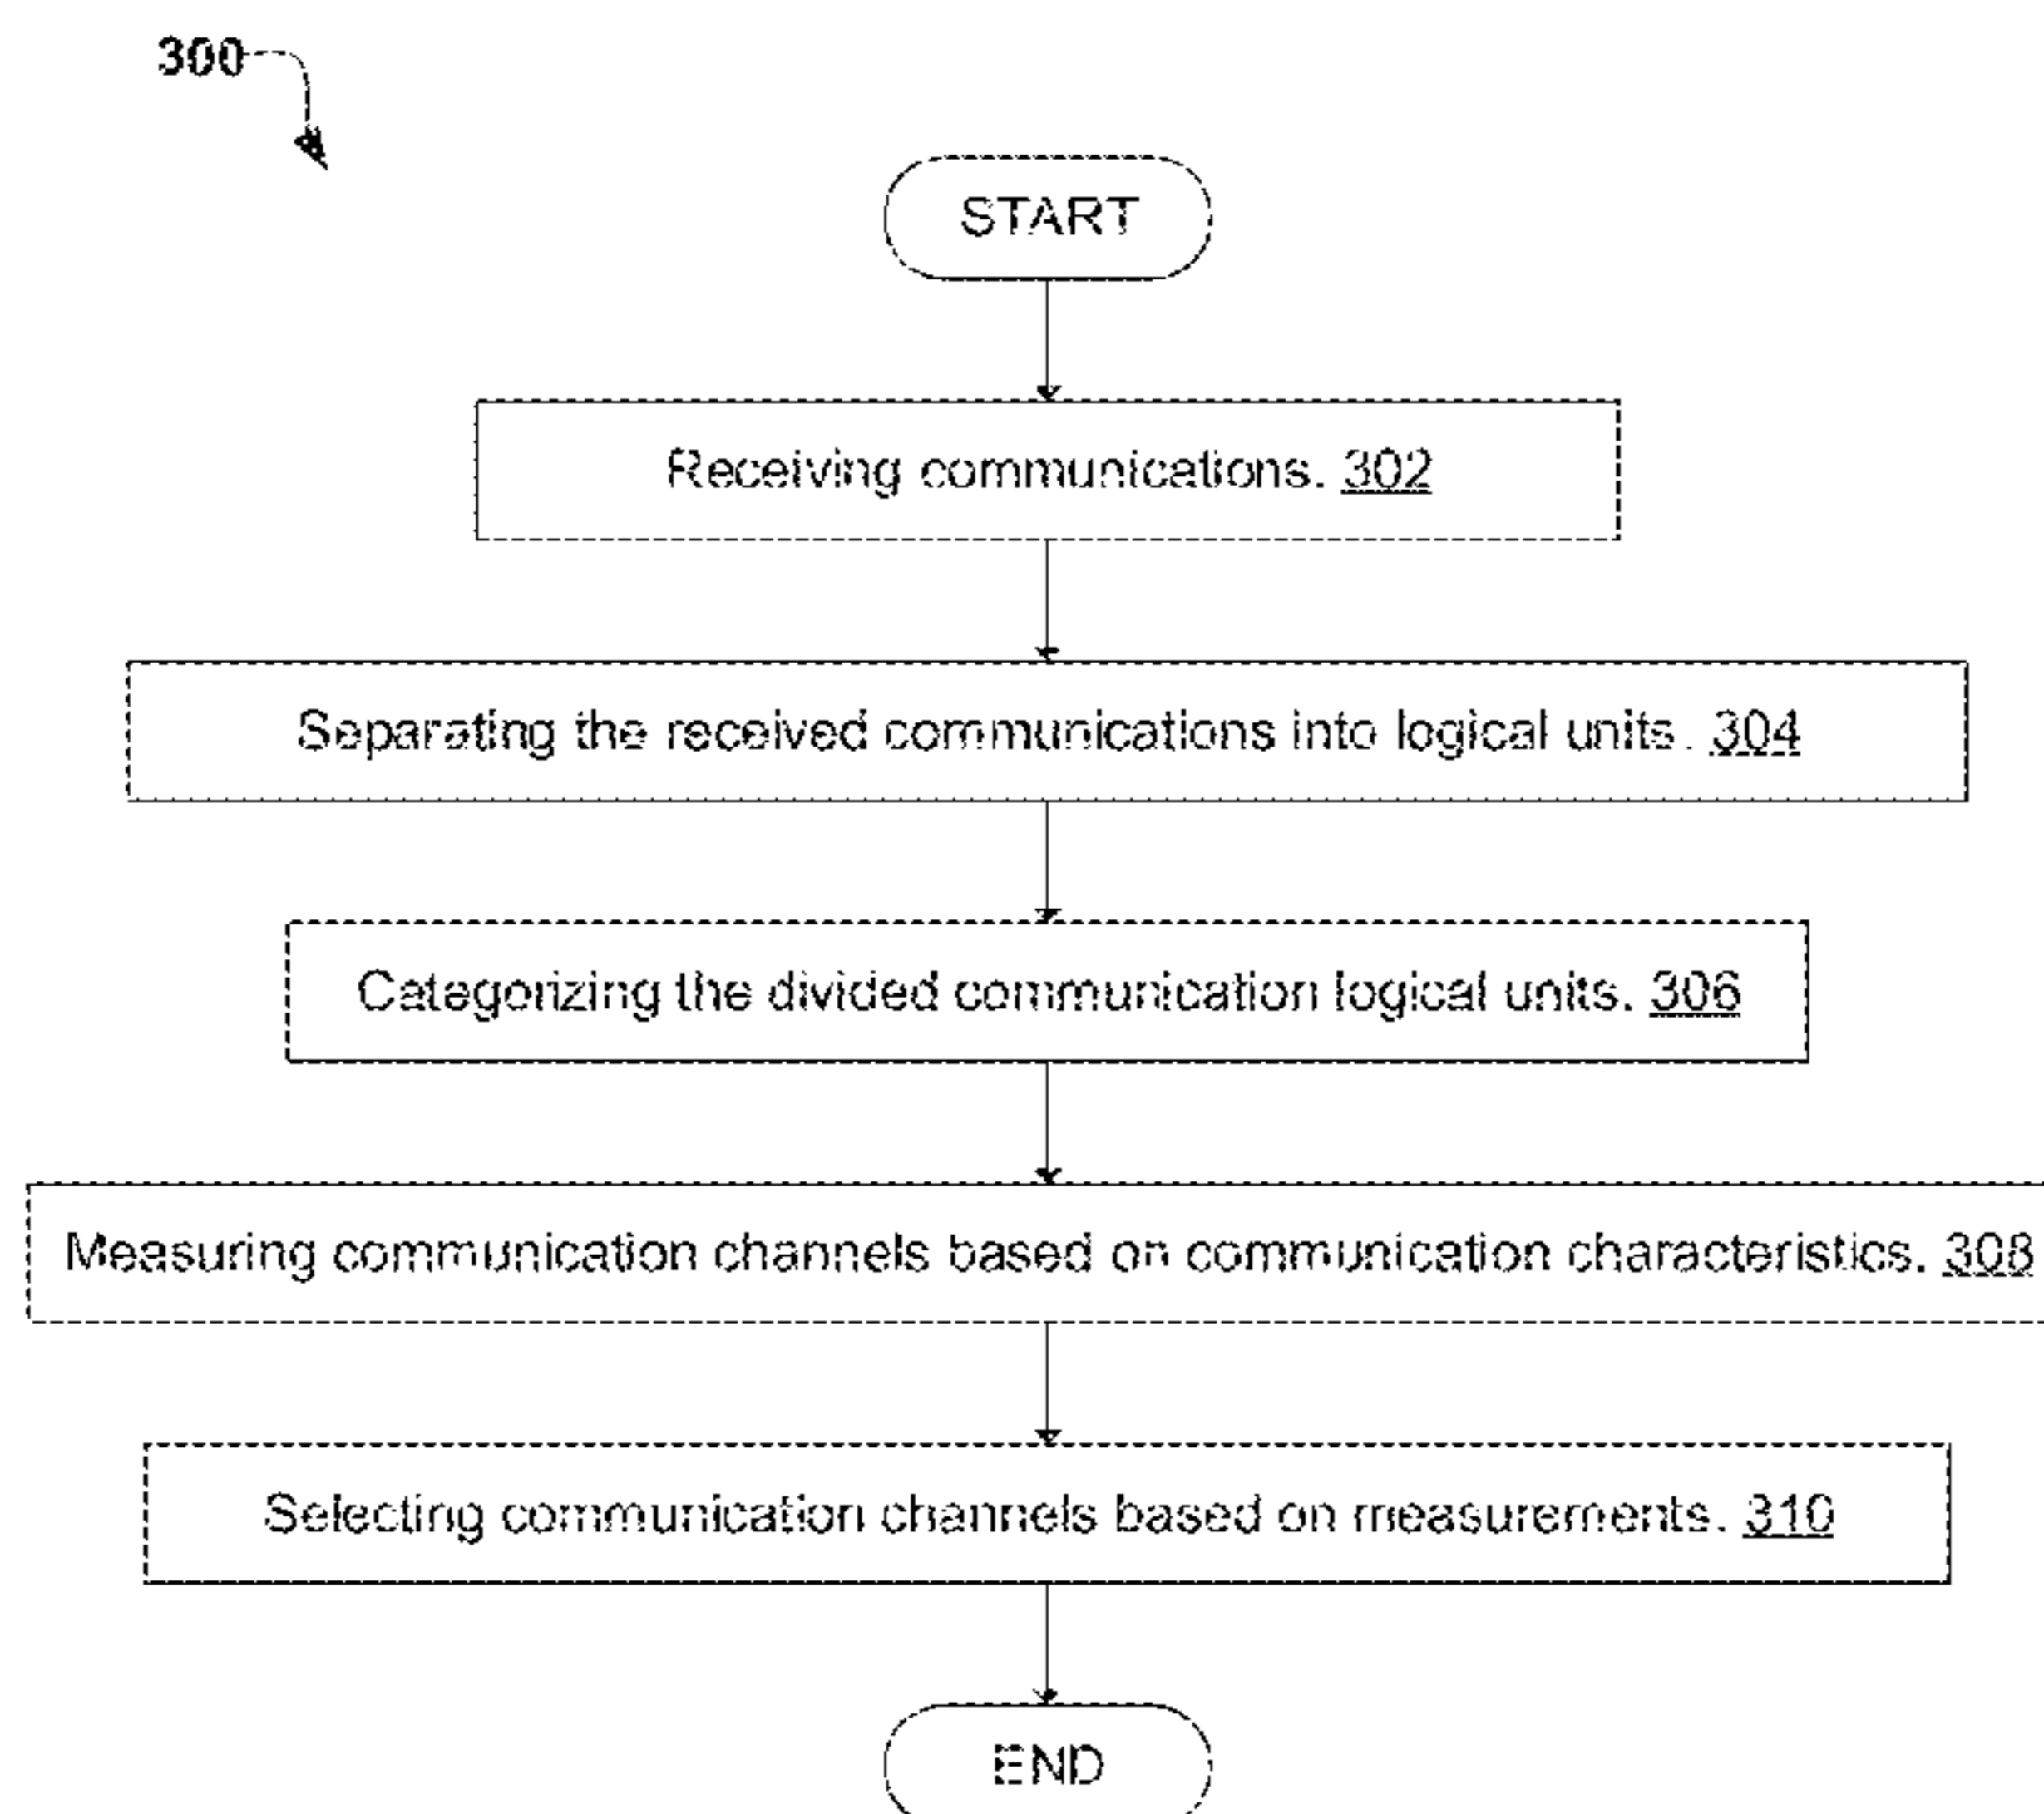 300
START
Receiving communications. 302
Separating the received communications into logical units. 304
Categorizing the divided communication logical units. 306
Measuring communication channels based on communication characteristics. 308
Selecting communication channels based on measurements. 310
END